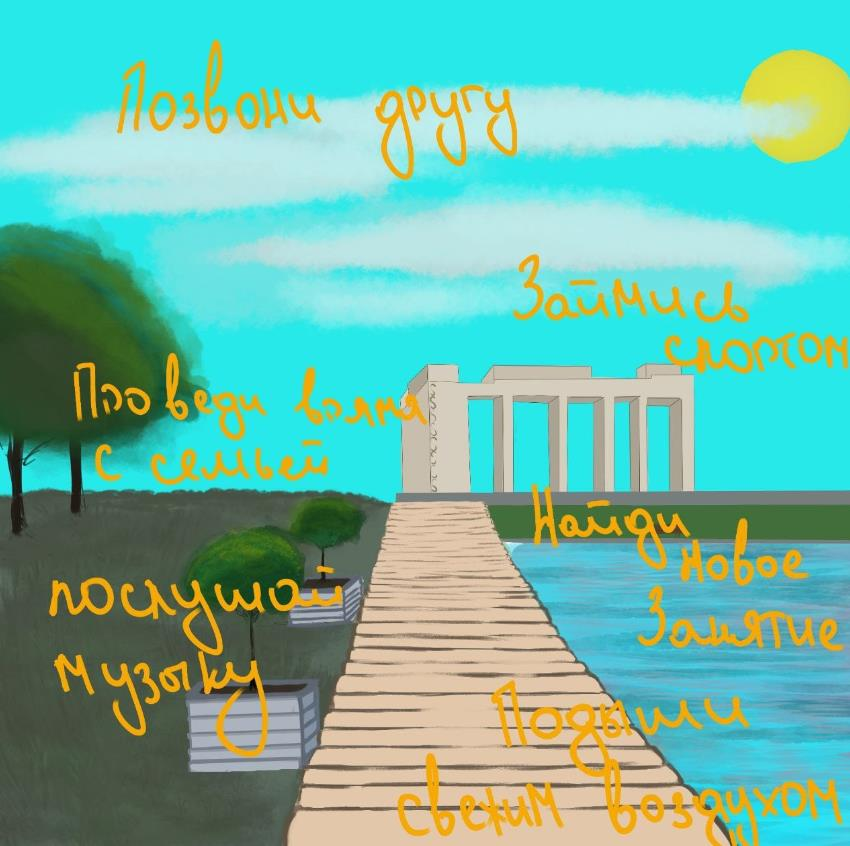 Позвони другу
Займись
спортом
Проведи время
с семьей
Найди
новое
занятие
послушай
музыку
Подыши
свежим воздухом